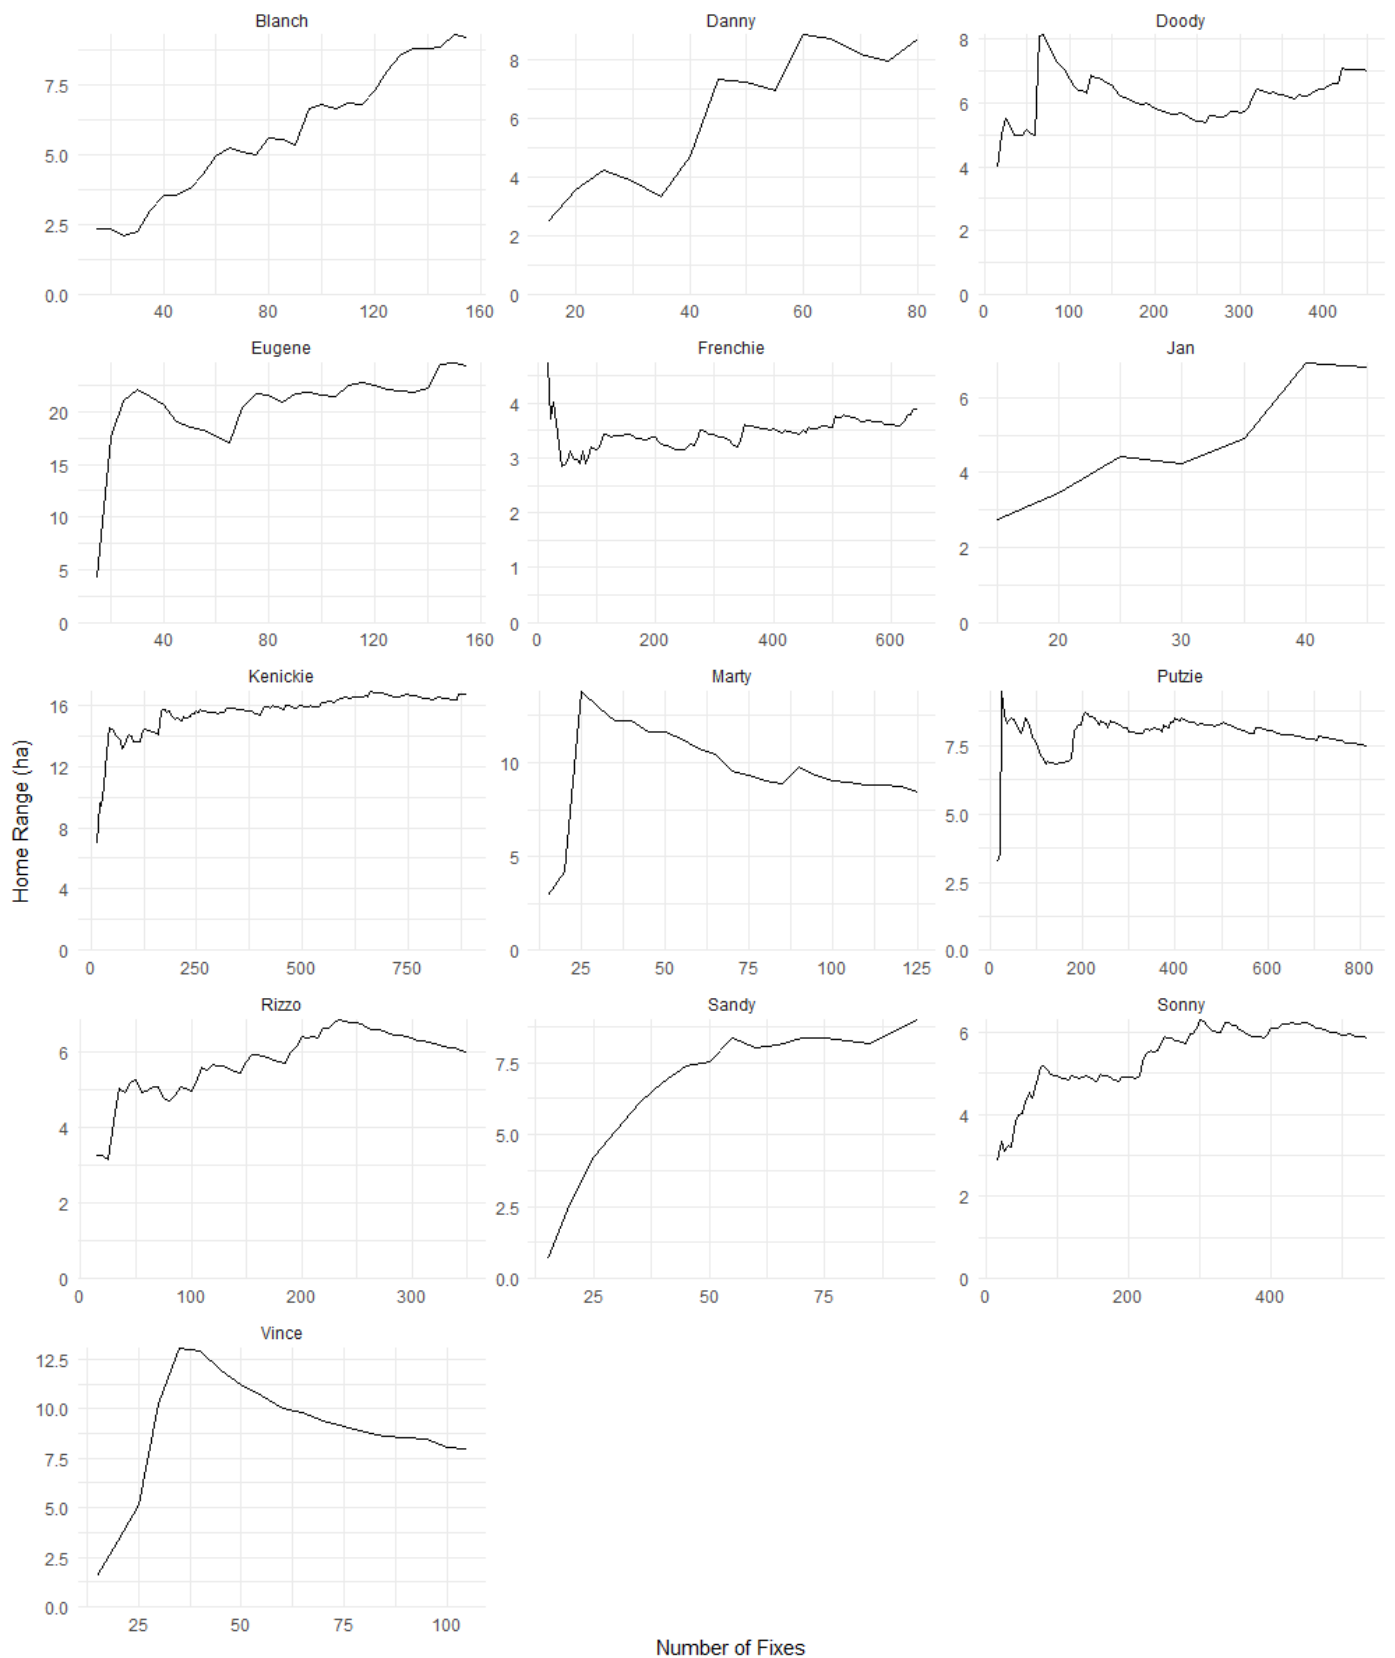 Blanch Danny Doody
7.5 5.0 2.5 0.0
8 6 4 2 0
8 6 4 2 0
40 80 120 160 20 40 60 80 0 100 200 300 400
Eugene Frenchie Jan
20 15 10 5 0
4 3 2 1 0
6 4 2 0
40 80 120 160 0 200 400 600 20 30 40
Kenickie Marty Putzie
16 12 8 4 0
10 5 0
7.5 5.0 2.5 0.0
0 250 500 750 25 50 75 100 125 0 200 400 600 800
Home Range (ha)
Rizzo Sandy Sonny
6 4 2 0
7.5 5.0 2.5 0.0
6 4 2 0
0 100 200 300 25 50 75 0 200 400
Vince
12.5 10.0 7.5 5.0 2.5 0.0
25 50 75 100
Number of Fixes